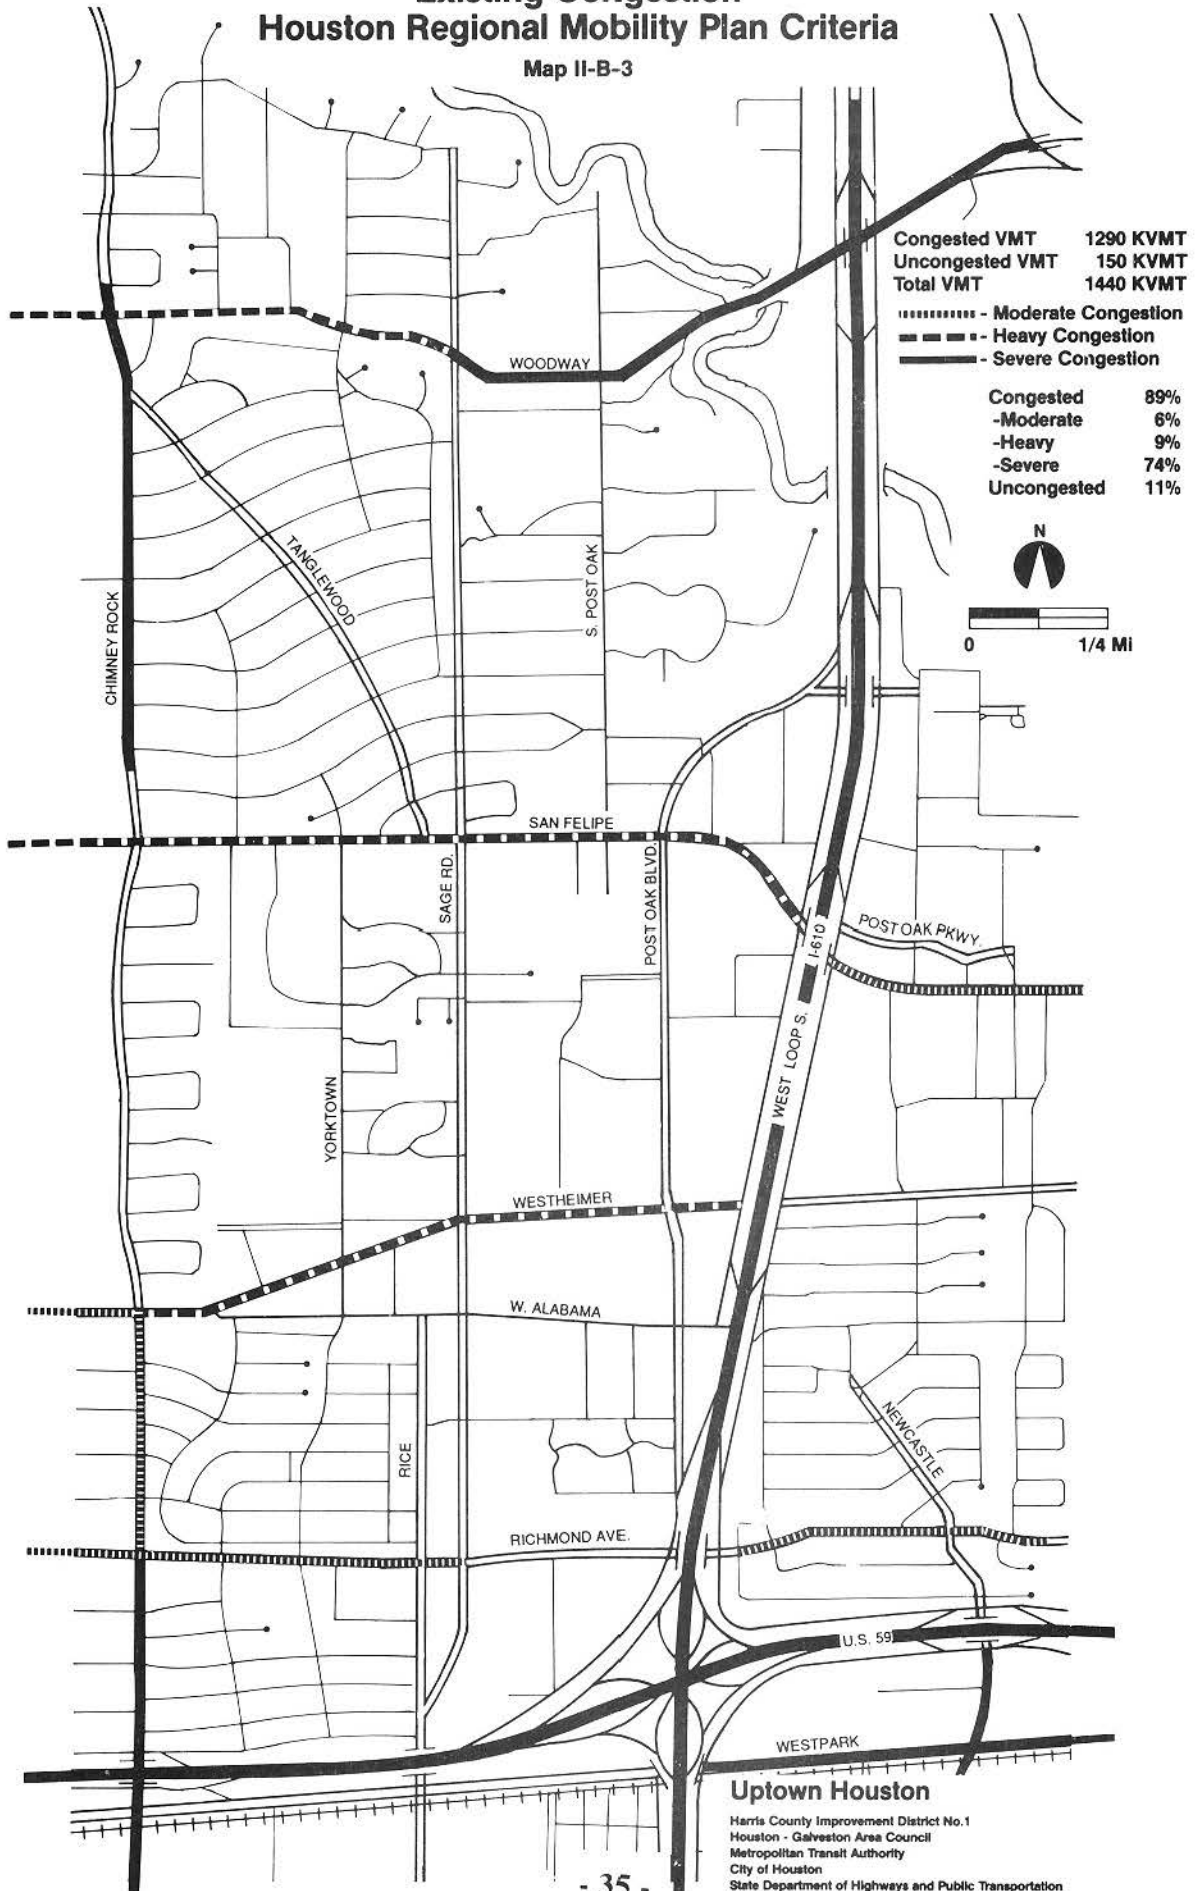 Existing Congestion
Houston Regional Mobility Plan Criteria
Map II-B-3
Congested VMT 1290 KVMT
Uncongested VMT 150 KVMT
Total VMT 1440 KVMT
- Moderate Congestion
- Heavy Congestion
- Severe Congestion
Congested 89%
-Moderate 6%
-Heavy 9%
-Severe 74%
Uncongested 11%
N
0 1/4 Mi
WOODWAY
TANGLEWOOD
S. POST OAK
CHIMNEY ROCK
SAN FELIPE
SAGE RD.
POST OAK BLVD.
I-610
POST OAK PKWY.
WEST LOOP S.
YORKTOWN
WESTHEIMER
W. ALABAMA
NEWCASTLE
RICE
RICHMOND AVE.
U.S. 59
WESTPARK
Uptown Houston
Harris County Improvement District No.1
Houston - Galveston Area Council
Metropolitan Transit Authority
City of Houston
State Department of Highways and Public Transportation
- 35 -